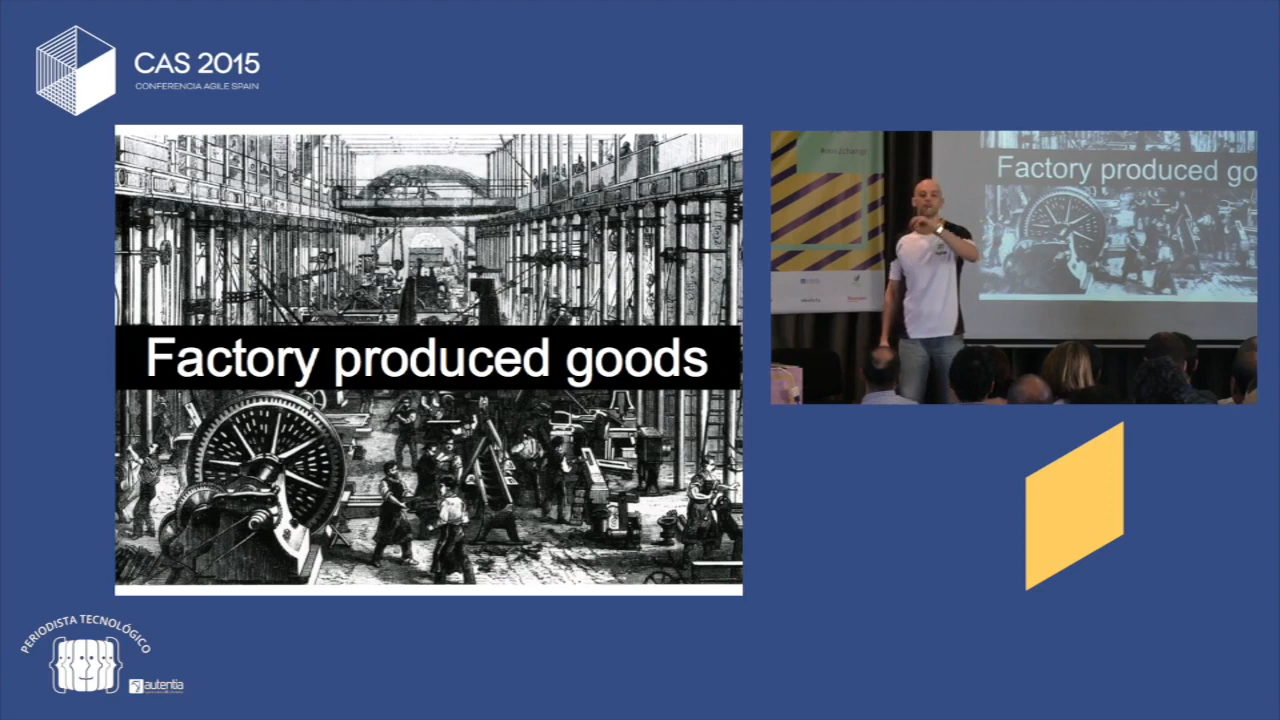 CAS 2015
CONFERENCIA AGILE SPAIN
Factory produced goods
Factory produced go
PERIODISTA TECNOLÓGICO
autentia